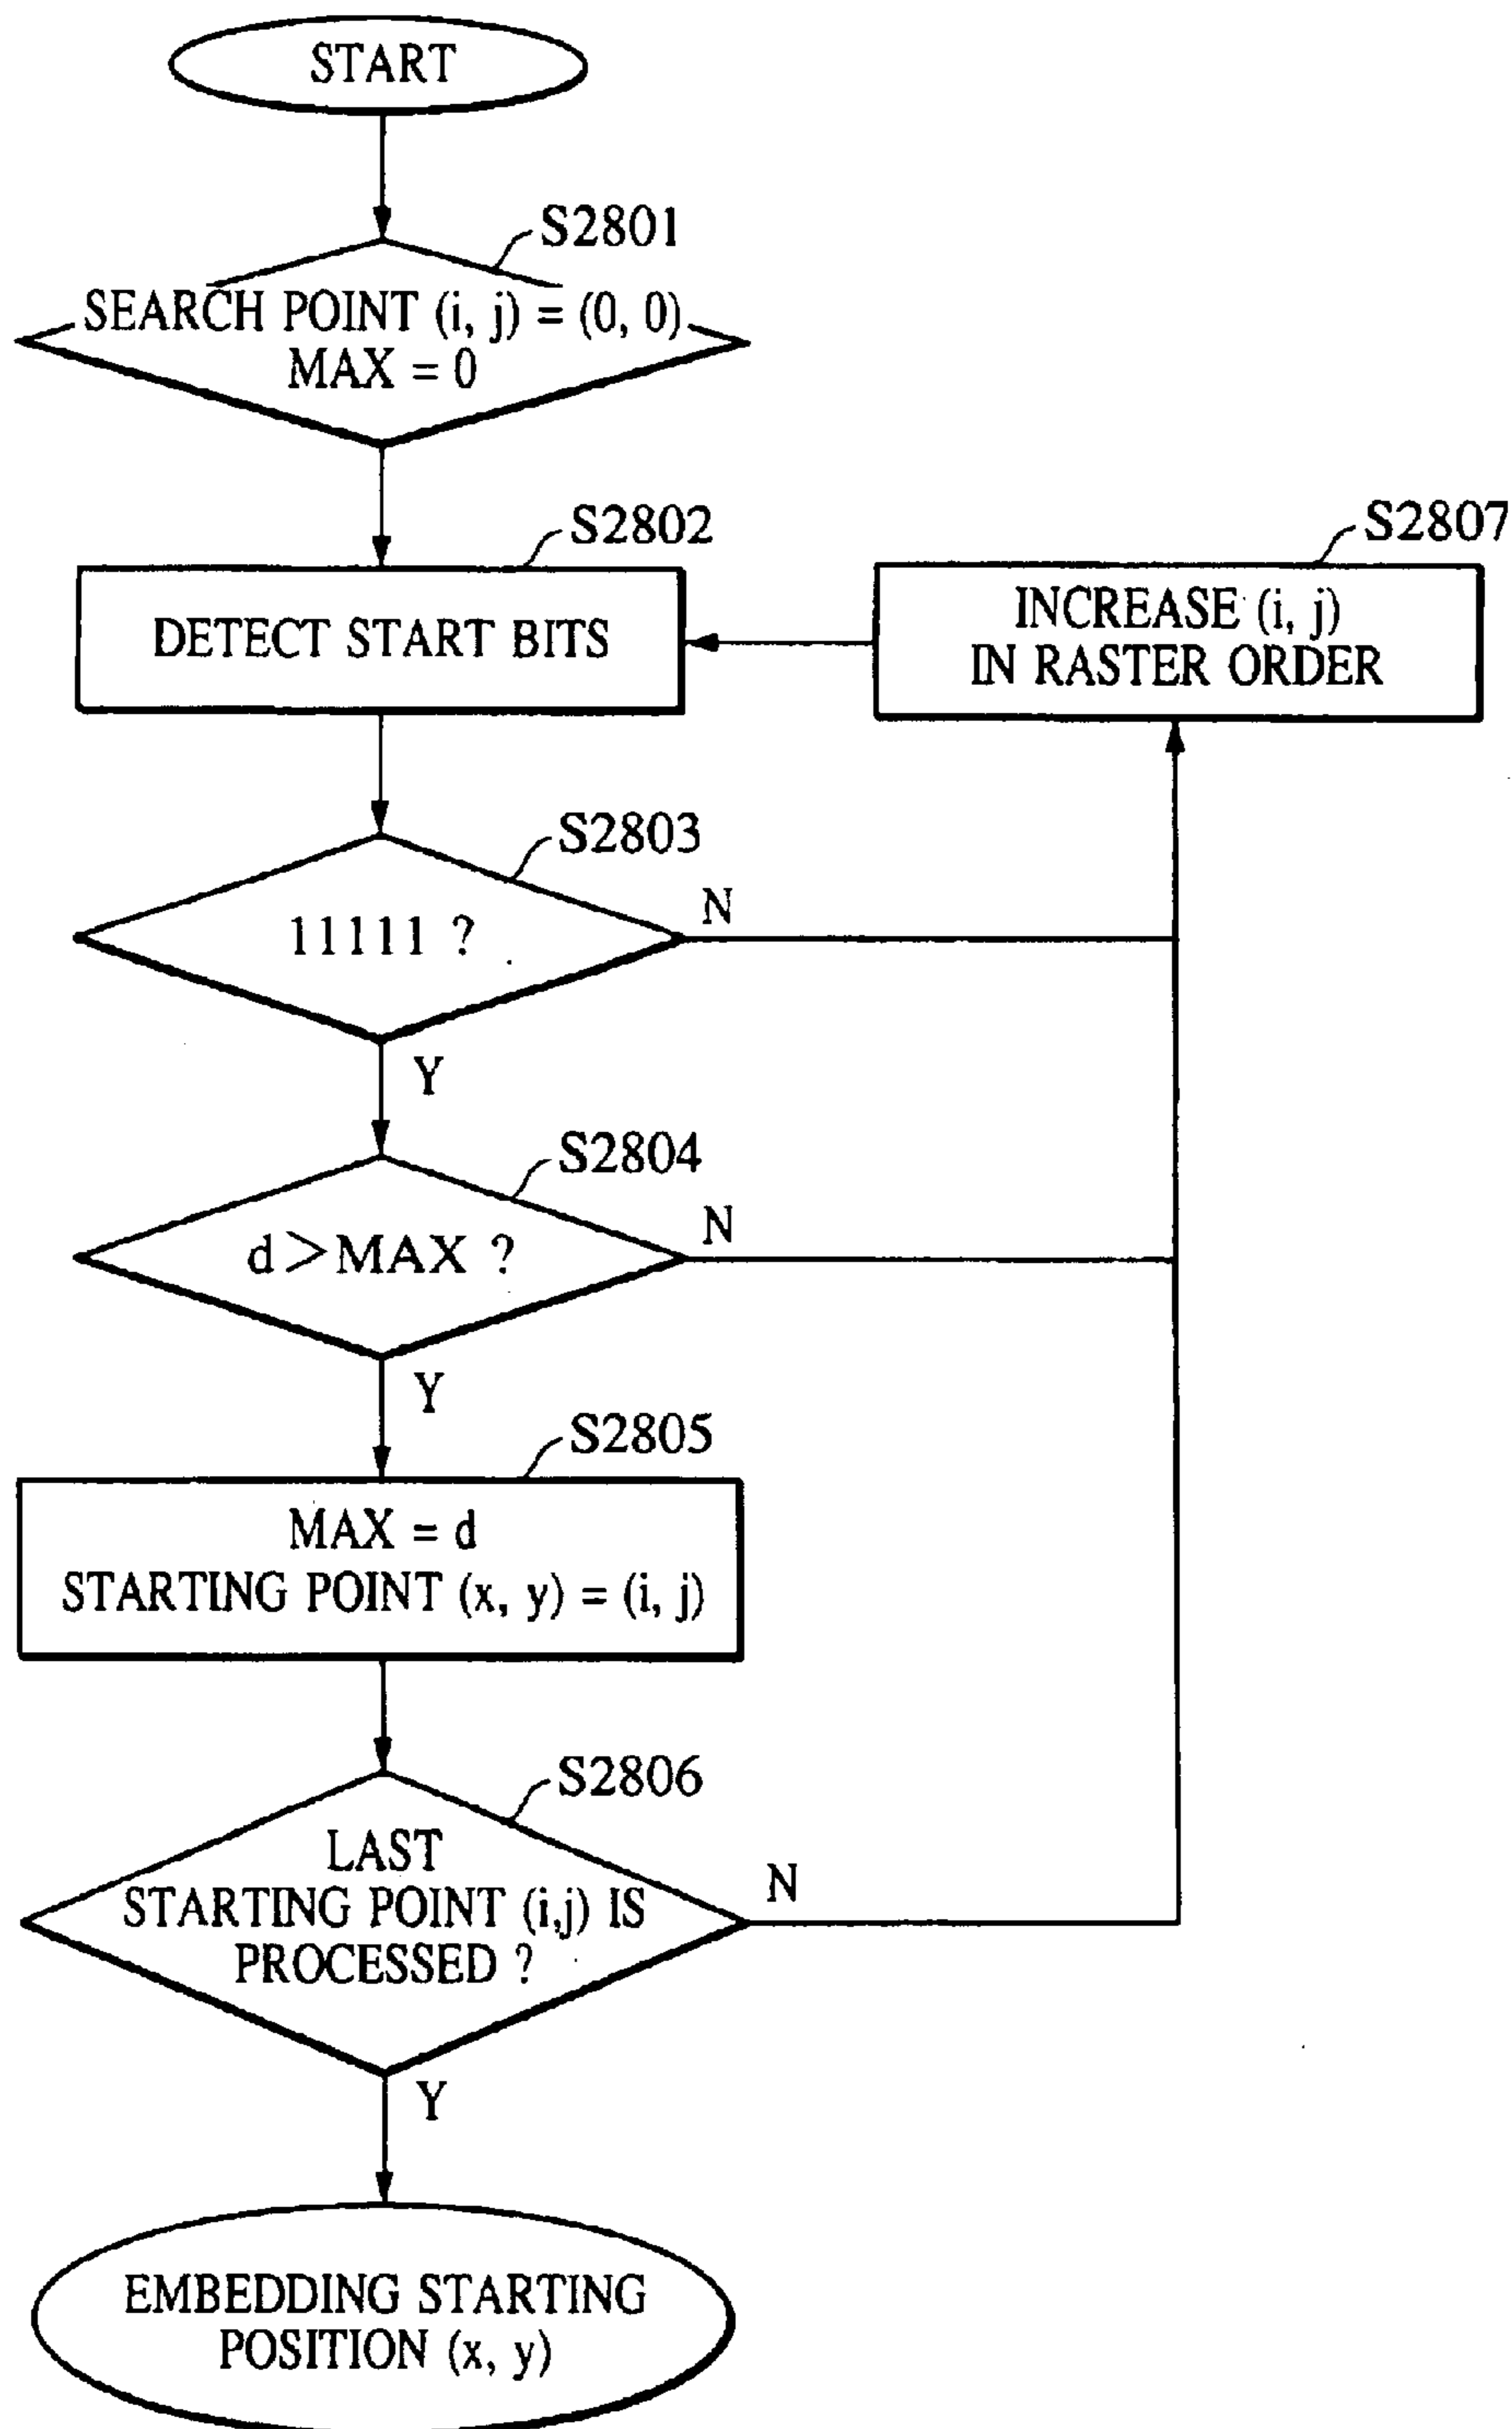 START
S2801
SEARCH POINT (i, j) = (0, 0)
MAX = 0
S2802
DETECT START BITS
S2807
INCREASE (i, j)
IN RASTER ORDER
S2803
11111 ?
N
Y
S2804
d>MAX ?
N
Y
S2805
MAX = d
STARTING POINT (x, y) = (i, j)
S2806
LAST
STARTING POINT (i,j) IS
PROCESSED ?
N
Y
EMBEDDING STARTING
POSITION (x, y)